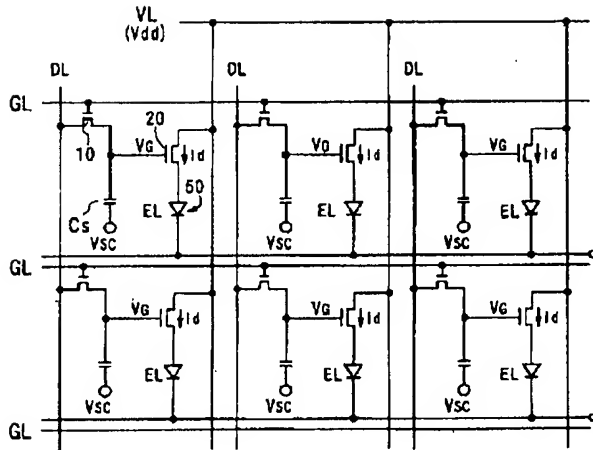 VL
(Vdd)
DL DL DL
GL
20
10 VG Id VD Id VG Id
50
Cs EL EL EL
VSC VSC VSC
GL
VG Id VG Id VG Id
EL EL EL
VSC VSC VSC
GL